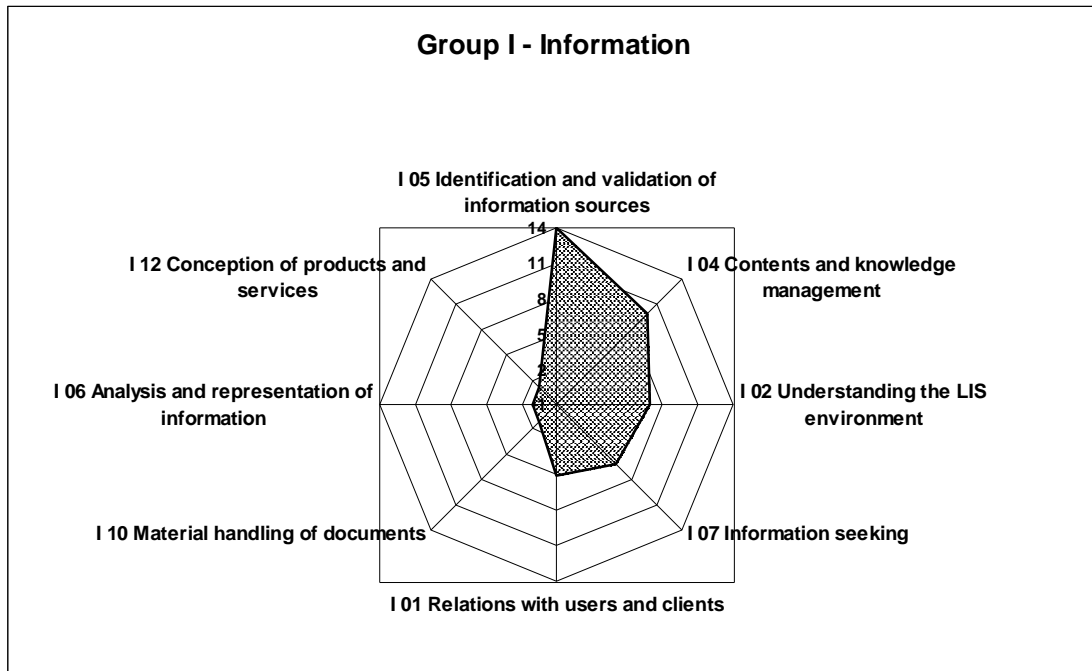 Group I - Information
I 05 Identification and validation of
information sources
14
I 12 Conception of products and
services
11
I 04 Contents and knowledge
management
8
5
2
I 06 Analysis and representation of
information
-1
I 02 Understanding the LIS
environment
I 10 Material handling of documents
I 07 Information seeking
I 01 Relations with users and clients